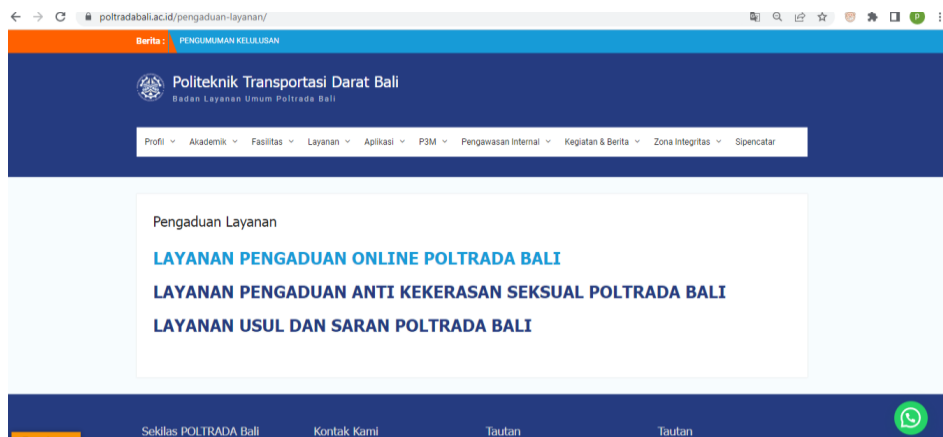 poltradabali.ac.id/pengaduan-layanan/
P
Berita : PENGUMUMAN KELULUSAN
Politeknik Transportasi Darat Bali
Badan Layanan Umum Poltrada Bali
Profil Akademik Fasilitas Layanan Aplikasi P3M Pengawasan Internal Kegiatan & Berita Zona Integritas Sipencatar
Pengaduan Layanan
LAYANAN PENGADUAN ONLINE POLTRADA BALI
LAYANAN PENGADUAN ANTI KEKERASAN SEKSUAL POLTRADA BALI
LAYANAN USUL DAN SARAN POLTRADA BALI
Sekilas POLTRADA Bali Kontak Kami Tautan Tautan